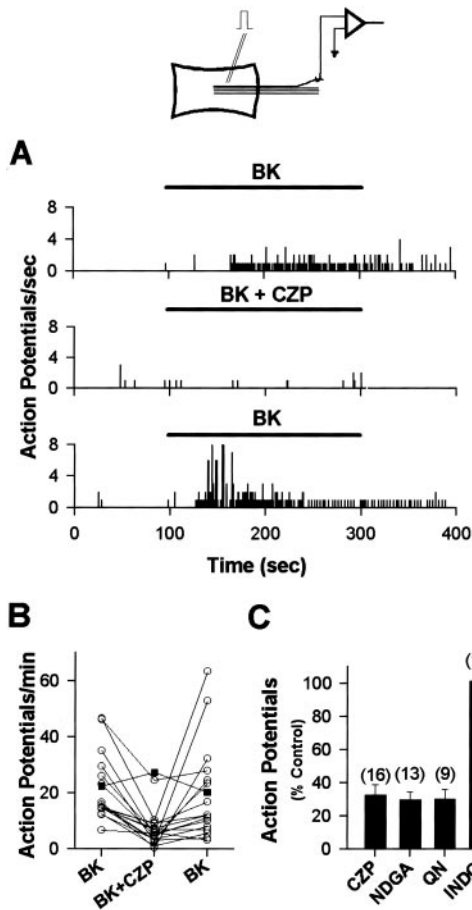 A
BK
8
4
0
BK + CZP
8
4
0
BK
8
4
0
Action Potentials/sec
0 100 200 300 400
Time (sec)
B
60
40
20
0
Action Potentials/min
BK BK+CZP BK
C
100
80
60
40
20
0
Action Potentials
(% Control)
(16) (13) (9)
CZP NDGA QN